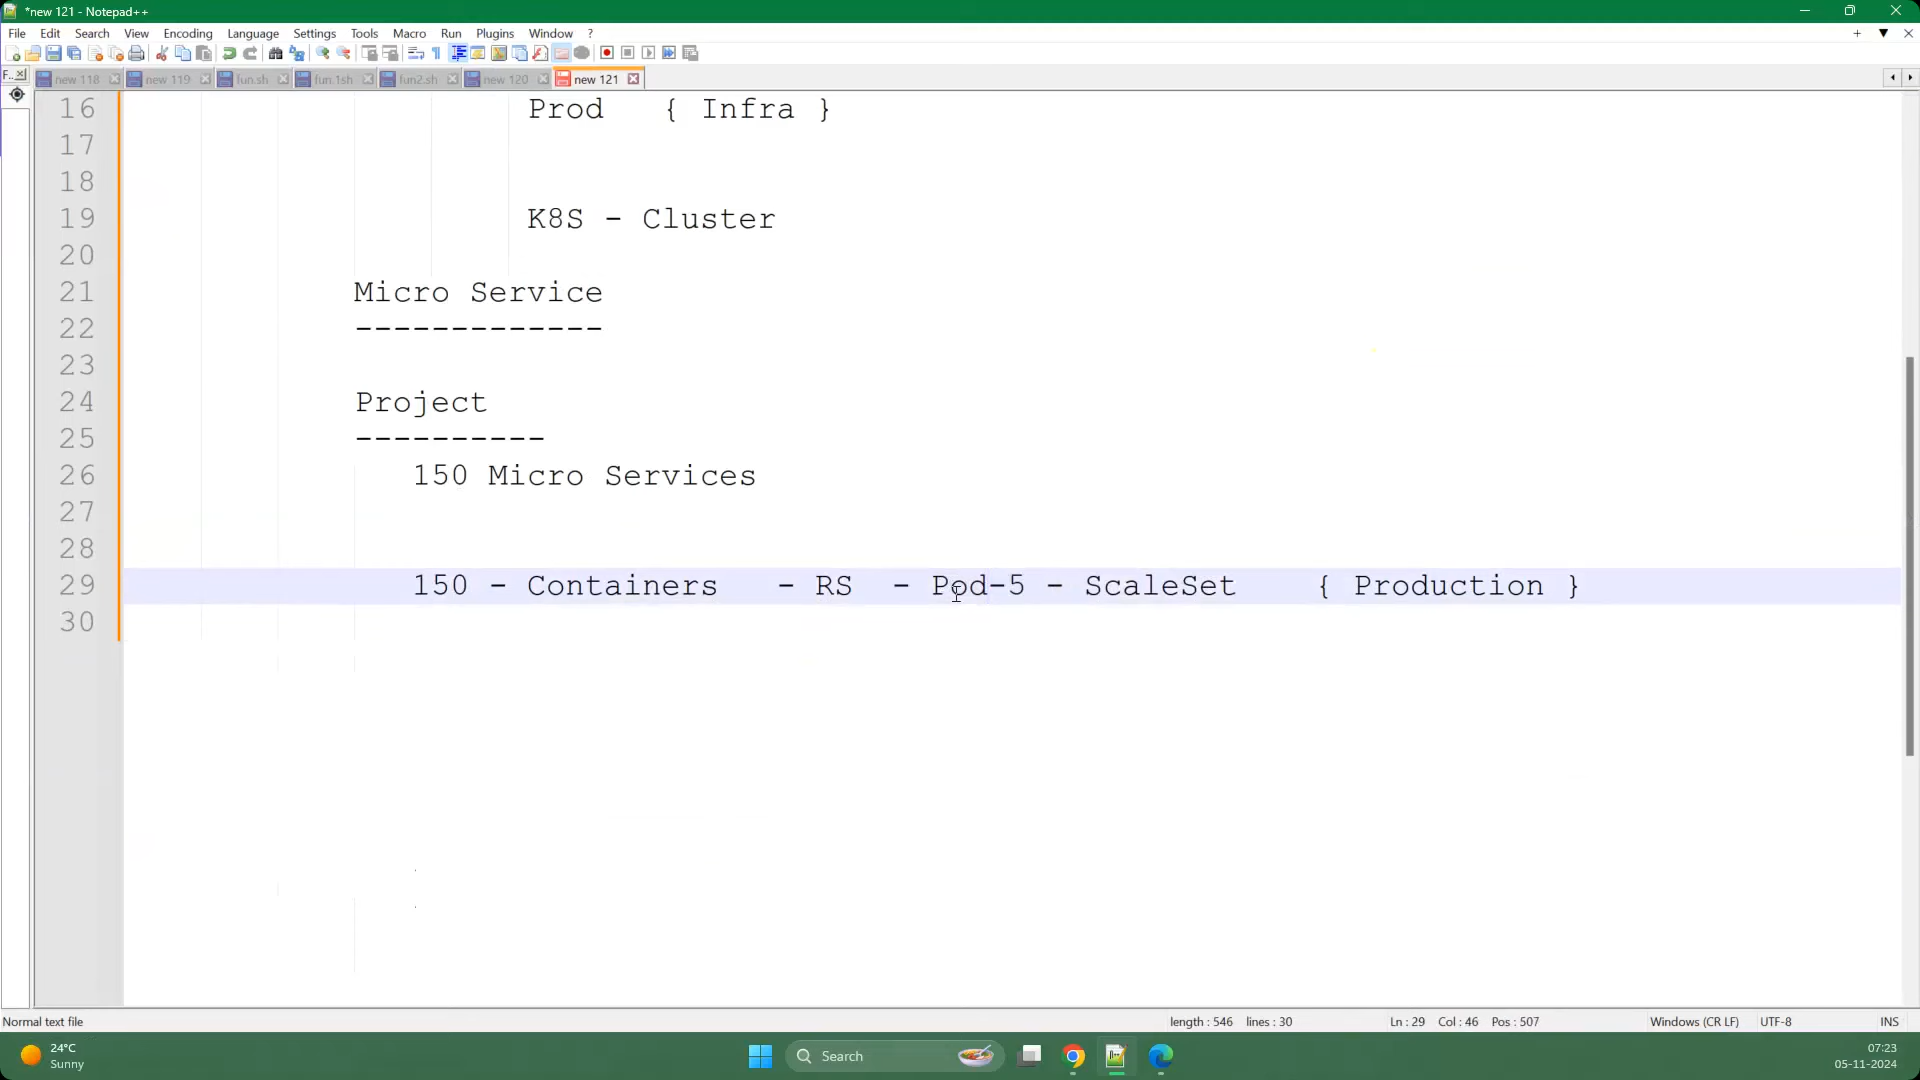 *new 121 - Notepad++
File Edit Search View Encoding Language Settings Tools Macro Run Plugins Window ?
F...
new 118 new 119 fun.sh fun.1sh fun2.sh new 120 new 121
16 Prod { Infra }
17
18
19 K8S - Cluster
20
21 Micro Service
22 -------------
23
24 Project
25 ----------
26 150 Micro Services
27
28
29 150 - Containers - RS - Pod-5 - ScaleSet { Production }
30
Normal text file length : 546 lines : 30 Ln : 29 Col : 46 Pos : 507 Windows (CR LF) UTF-8 INS
24°C
Sunny
Search
07:23
05-11-2024